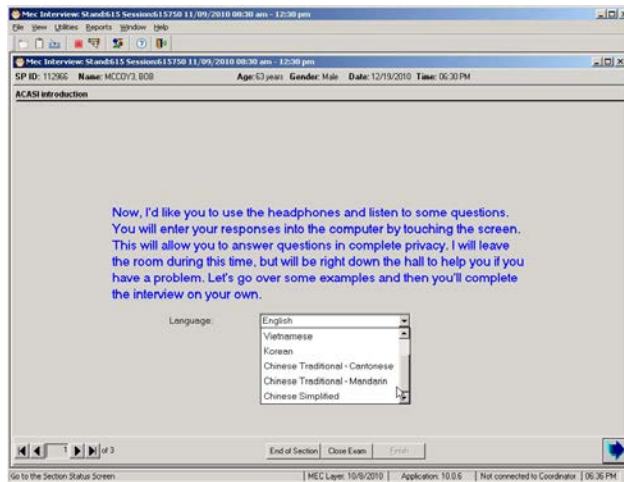 Mec Interview: Stand:615 Session:615750 11/09/2010 08:30 am - 12:30 pm
File View Utilities Reports Window Help
Mec Interview: Stand:615 Session:615750 11/09/2010 08:30 am - 12:30 pm
SP ID: 112966 Name: MCCOY3, BOB Age: 63 years Gender: Male Date: 12/19/2010 Time: 06:30 PM
ACASI introduction
Now, I'd like you to use the headphones and listen to some questions.
You will enter your responses into the computer by touching the screen.
This will allow you to answer questions in complete privacy. I will leave
the room during this time, but will be right down the hall to help you if you
have a problem. Let's go over some examples and then you'll complete
the interview on your own.
Language: English
Vietnamese
Korean
Chinese Traditional - Cantonese
Chinese Traditional - Mandarin
Chinese Simplified
1 of 3 End of Section Close Exam Finish
Go to the Section Status Screen MEC Layer: 10/8/2010 Application: 10.0.6 Not connected to Coordinator 06:36 PM